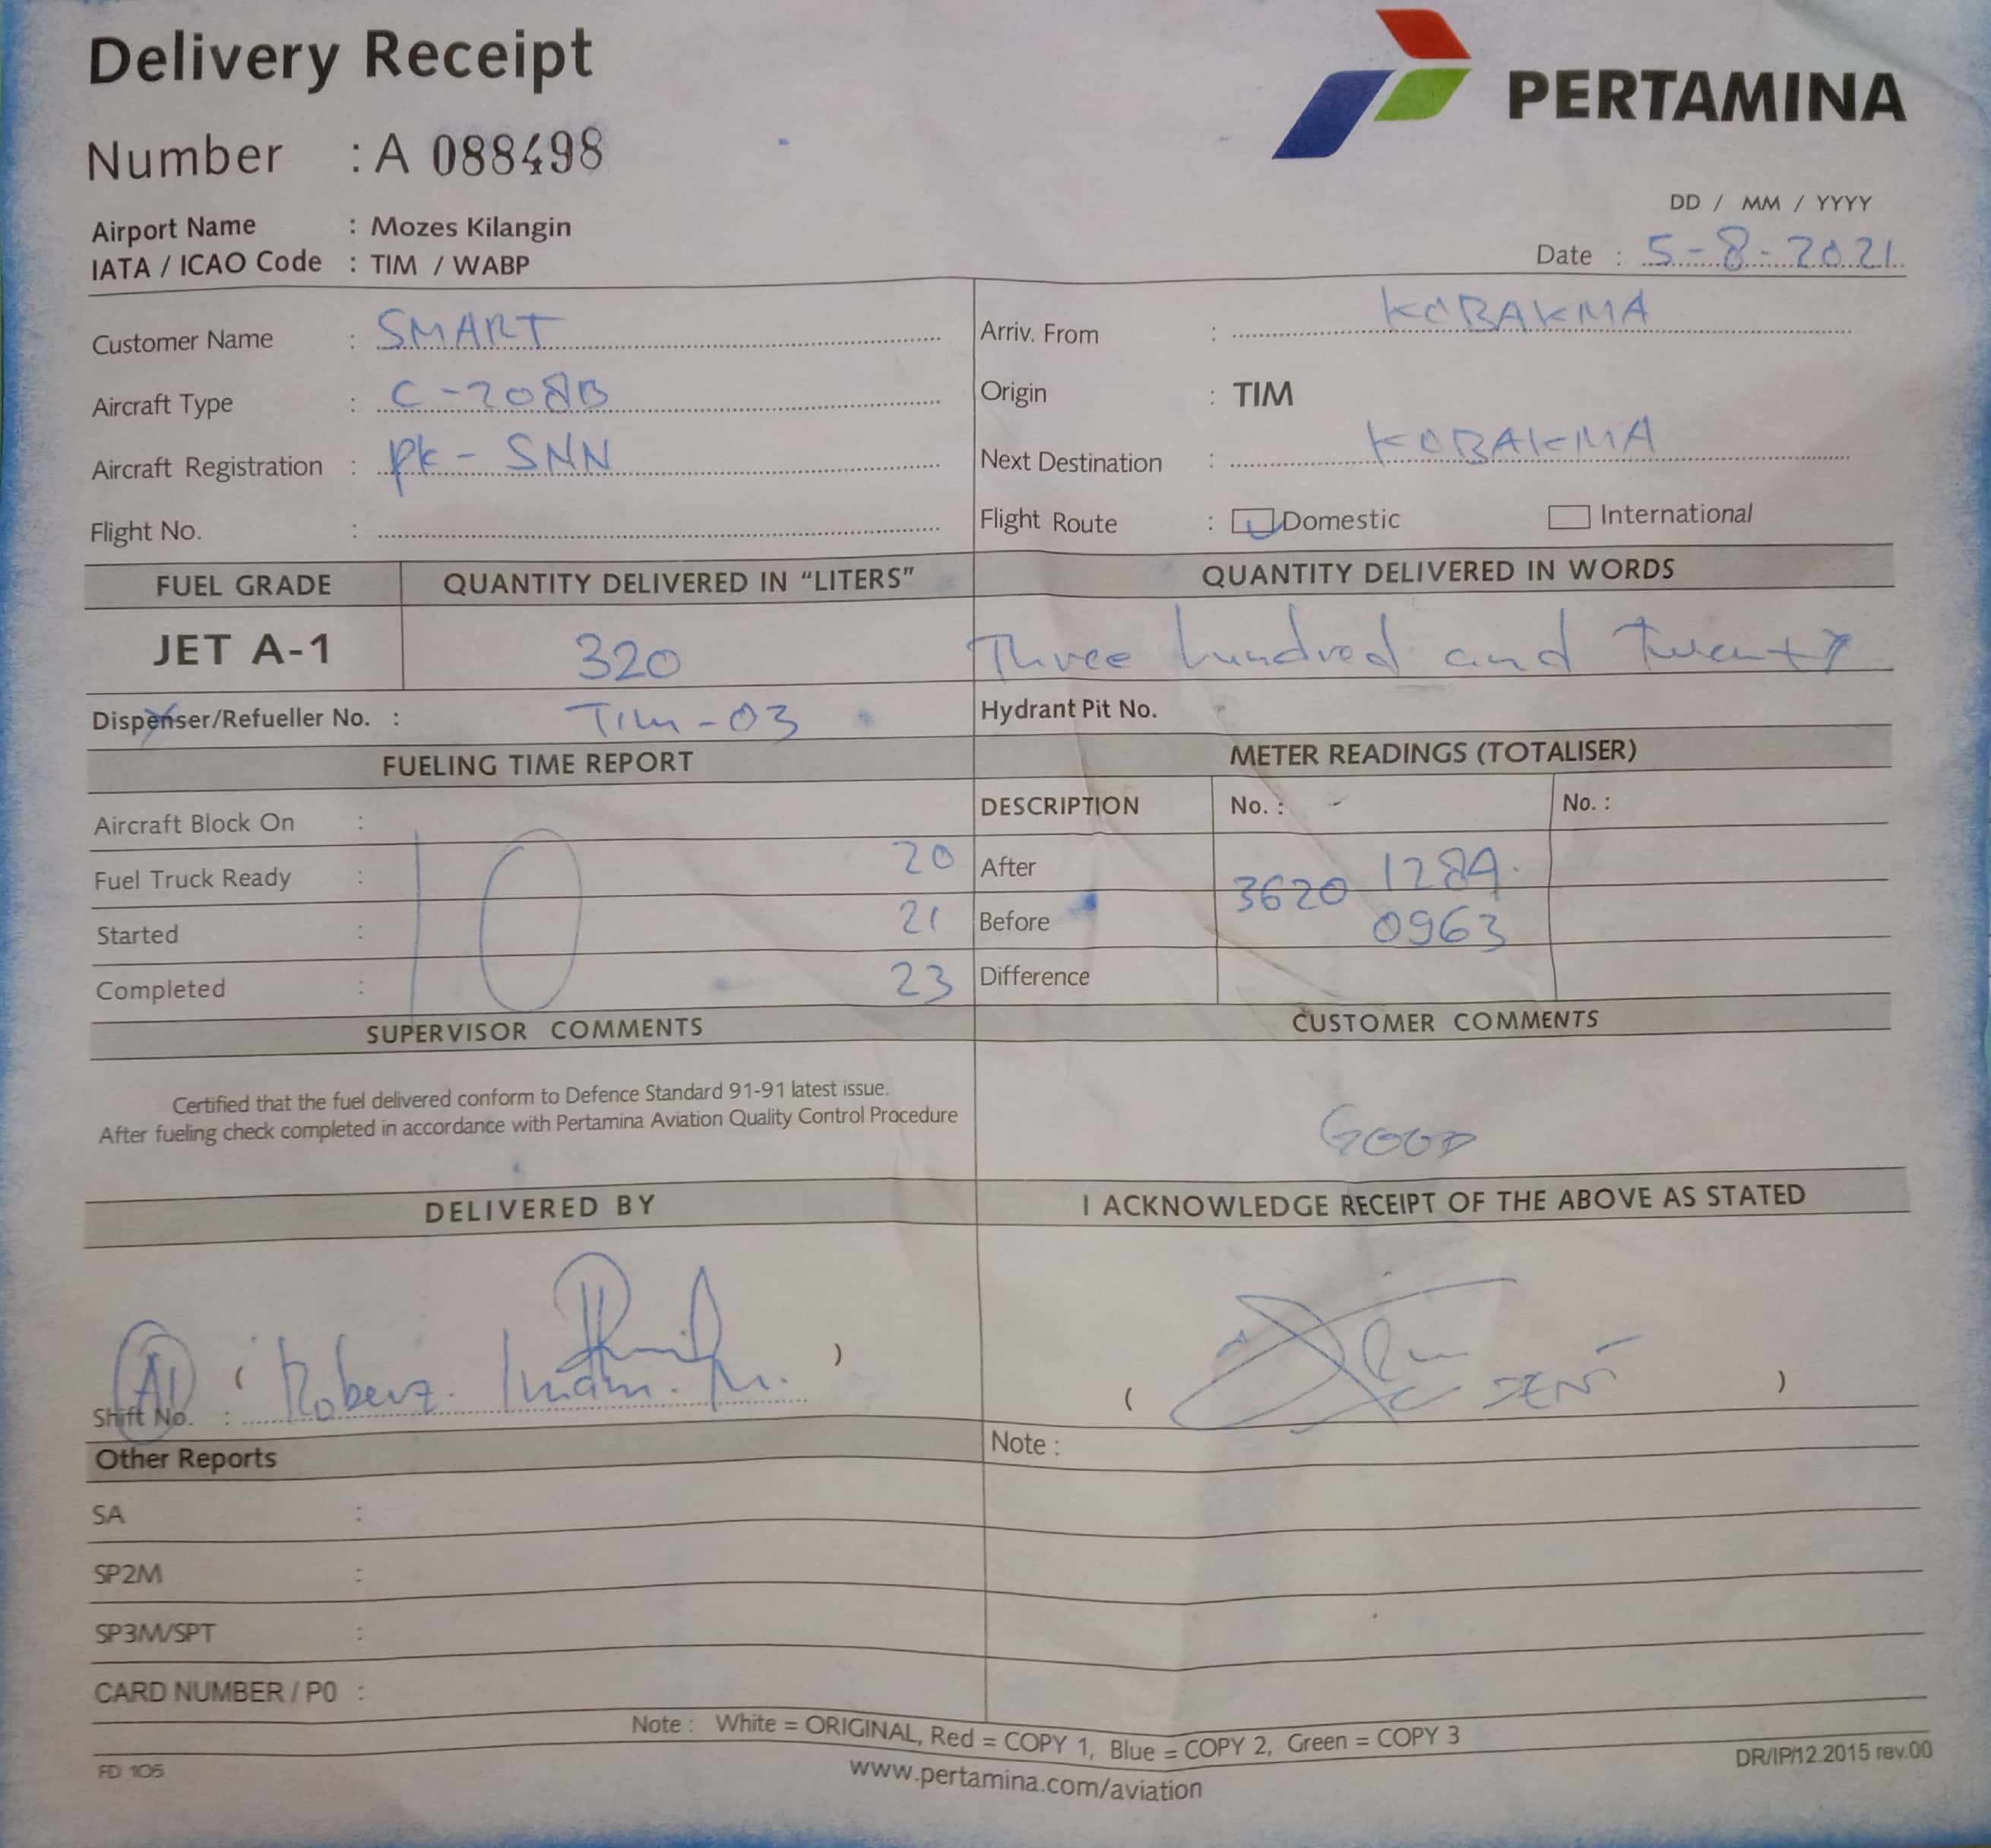 Delivery Receipt
PERTAMINA
Number : A 088498
Airport Name : Mozes Kilangin
IATA / ICAO Code : TIM / WABP
DD / MM / YYYY
Date : 5-8-2021
Customer Name : SMART
Aircraft Type : C-208B
Aircraft Registration : PK-SNN
Flight No. :
Arriv. From : KOBAKMA
Origin : TIM
Next Destination : KOBAKMA
Flight Route : Domestic International
FUEL GRADE QUANTITY DELIVERED IN “LITERS” QUANTITY DELIVERED IN WORDS
JET A-1 320 Three hundred and Twenty
Dispenser/Refueller No. : TIM-03 Hydrant Pit No.
FUELING TIME REPORT
Aircraft Block On :
Fuel Truck Ready : 20
Started : 10 21
Completed : 23
METER READINGS (TOTALISER)
DESCRIPTION No. : - No. :
After 3620 1284
Before 0963
Difference
SUPERVISOR COMMENTS
Certified that the fuel delivered conform to Defence Standard 91-91 latest issue.
After fueling check completed in accordance with Pertamina Aviation Quality Control Procedure
CUSTOMER COMMENTS
GOOD
DELIVERED BY
Shift No. : ( )
I ACKNOWLEDGE RECEIPT OF THE ABOVE AS STATED
( )
Other Reports
Note :
SA :
SP2M :
SP3M/SPT :
CARD NUMBER / PO :
Note : White = ORIGINAL, Red = COPY 1, Blue = COPY 2, Green = COPY 3
FD 105
www.pertamina.com/aviation
DR/IP/12.2015 rev.00